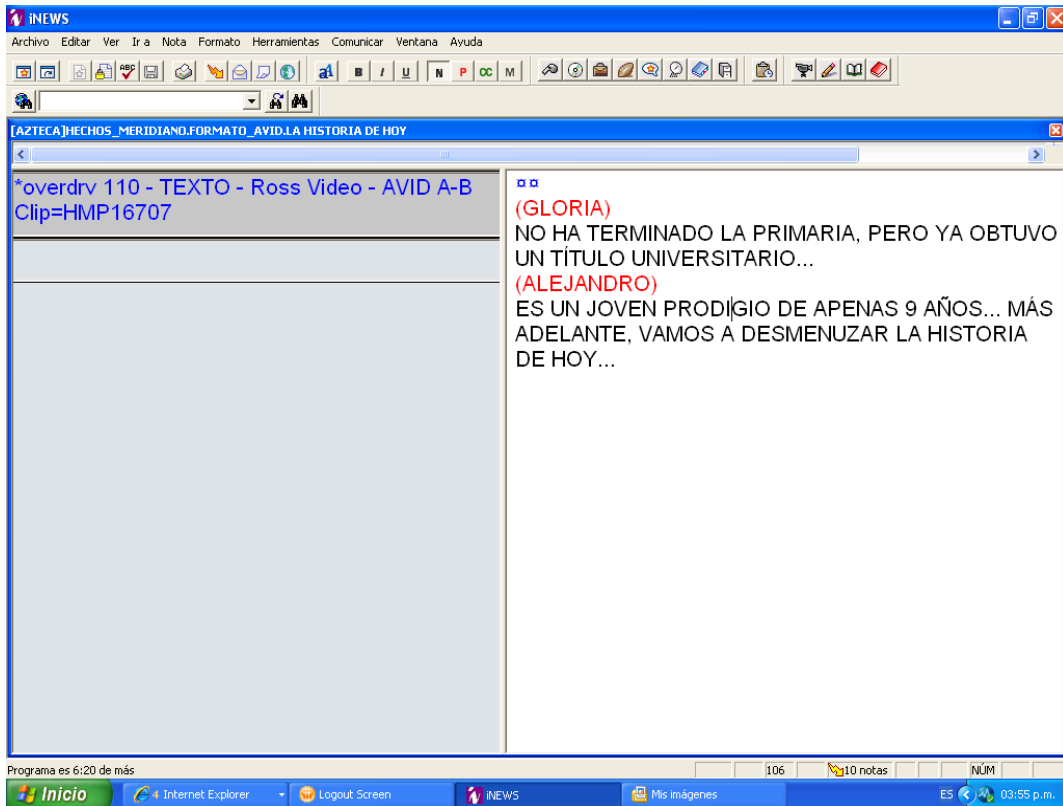 iNEWS
Archivo Editar Ver Ir a Nota Formato Herramientas Comunicar Ventana Ayuda
ABC aA B I U N P CC M
[AZTECA]HECHOS_MERIDIANO.FORMATO_AVID.LA HISTORIA DE HOY
*overdrv 110 - TEXTO - Ross Video - AVID A-B
Clip=HMP16707
¤¤
(GLORIA)
NO HA TERMINADO LA PRIMARIA, PERO YA OBTUVO
UN TÍTULO UNIVERSITARIO...
(ALEJANDRO)
ES UN JOVEN PRODIGIO DE APENAS 9 AÑOS... MÁS
ADELANTE, VAMOS A DESMENUZAR LA HISTORIA
DE HOY...
Programa es 6:20 de más 106 10 notas NÚM
Inicio 4 Internet Explorer Logout Screen iNEWS Mis imágenes ES 03:55 p.m.